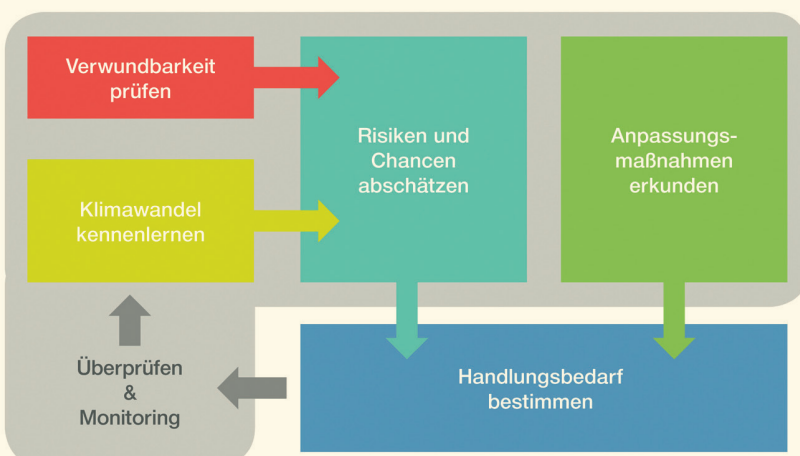 Verwundbarkeit
prüfen
Klimawandel
kennenlernen
Risiken und
Chancen
abschätzen
Anpassungs-
maßnahmen
erkunden
Handlungsbedarf
bestimmen
Überprüfen
&
Monitoring